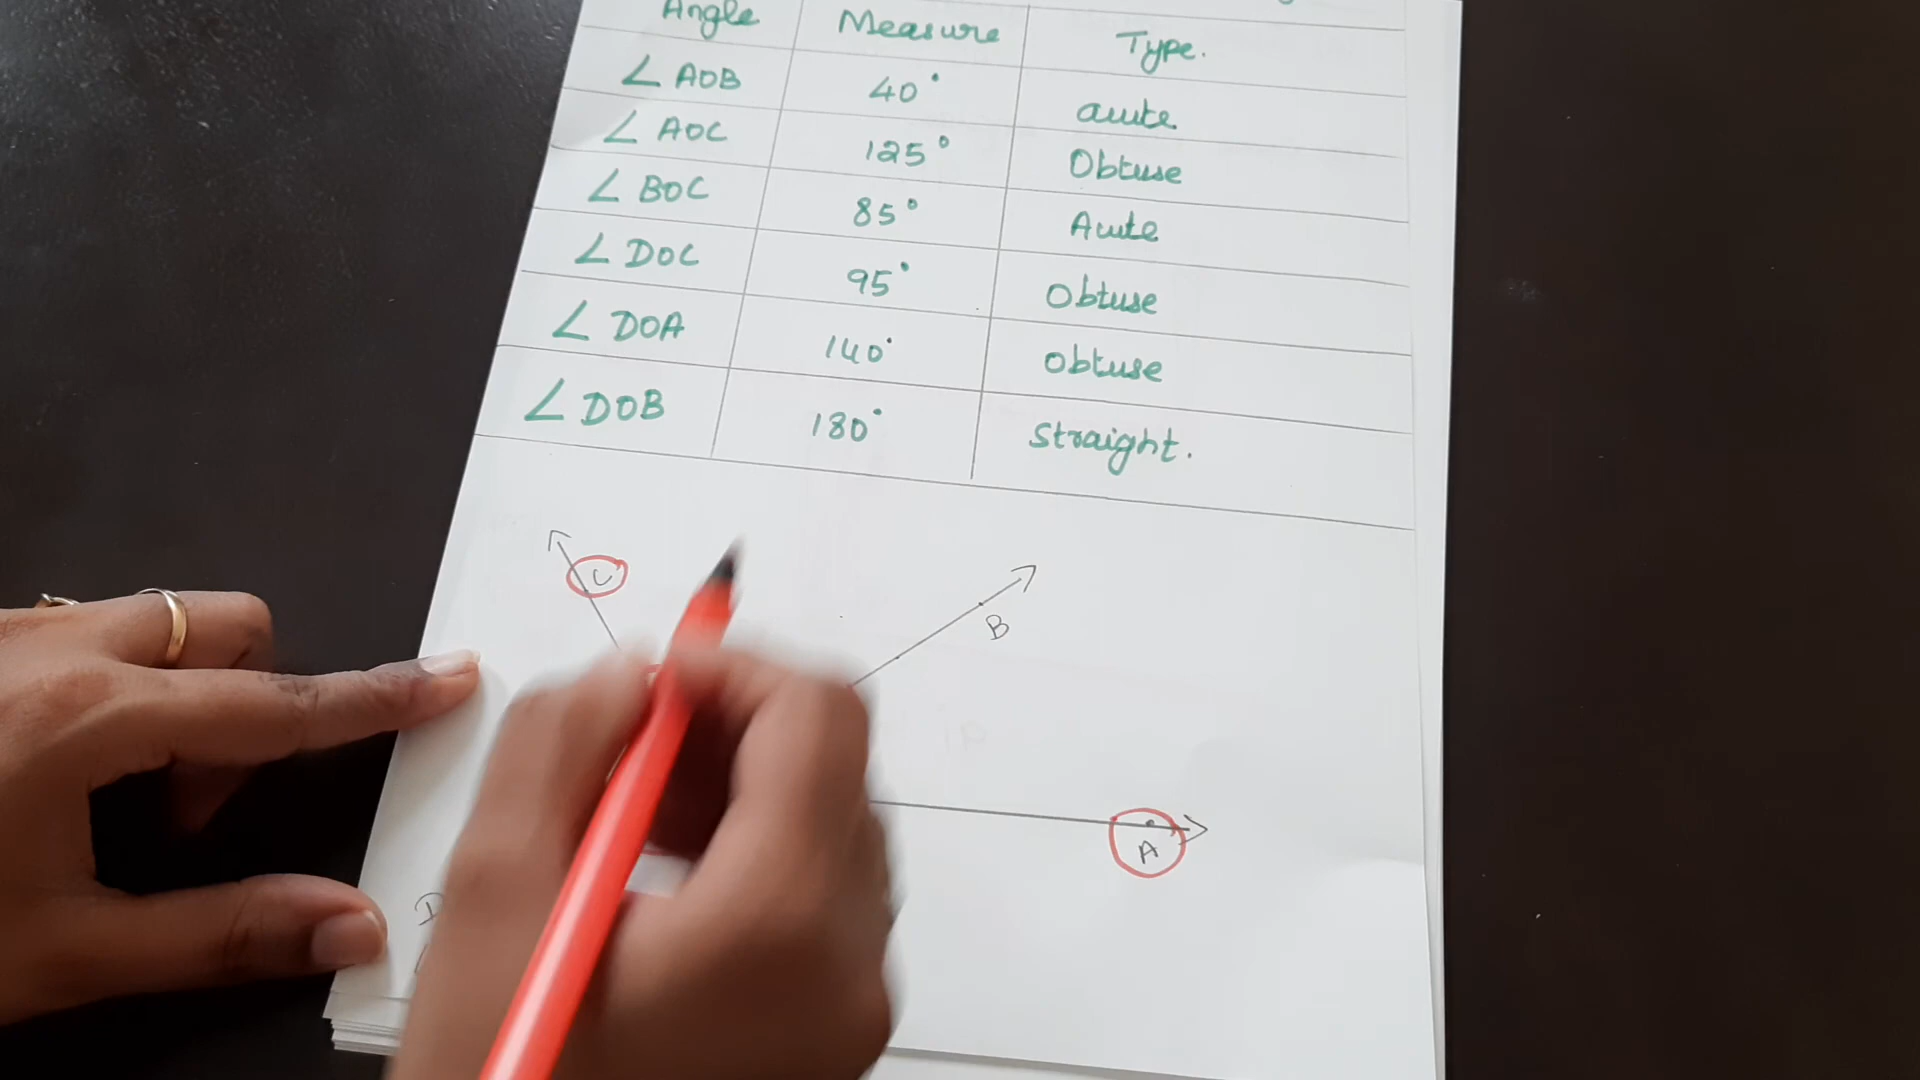 Angle Measure Type.
∠ AOB 40° acute
∠ AOC 125° Obtuse
∠ BOC 85° Acute
∠ DOC 95° Obtuse
∠ DOA 140° obtuse
∠ DOB 180° straight.
C
B
A
D